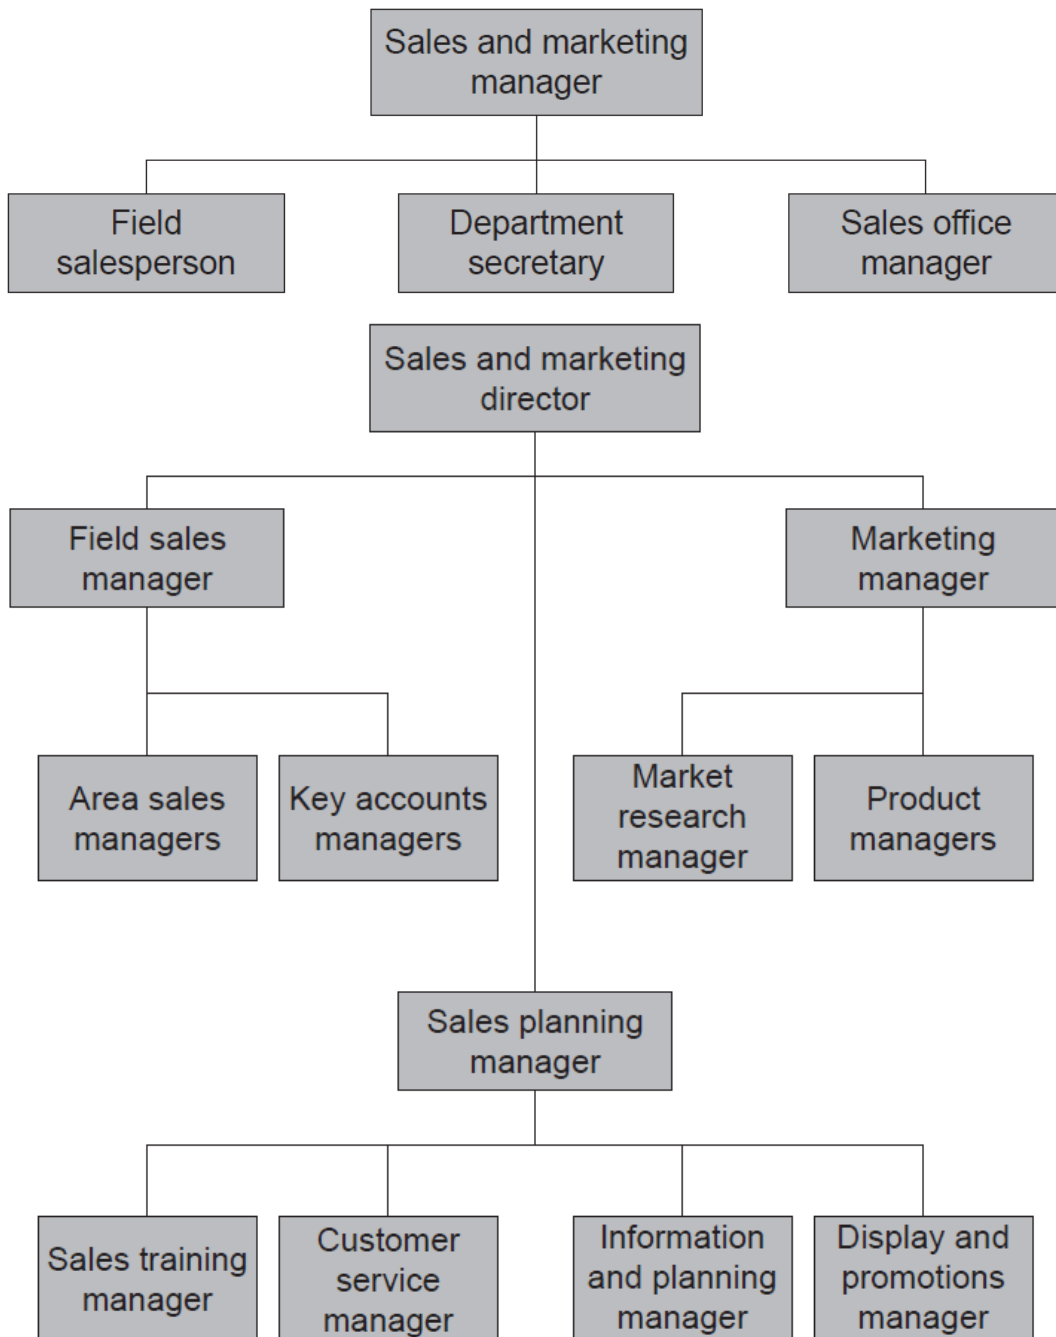 Sales and marketing
manager
Field
salesperson
Department
secretary
Sales office
manager
Sales and marketing
director
Field sales
manager
Marketing
manager
Area sales
managers
Key accounts
managers
Market
research
manager
Product
managers
Sales planning
manager
Sales training
manager
Customer
service
manager
Information
and planning
manager
Display and
promotions
manager